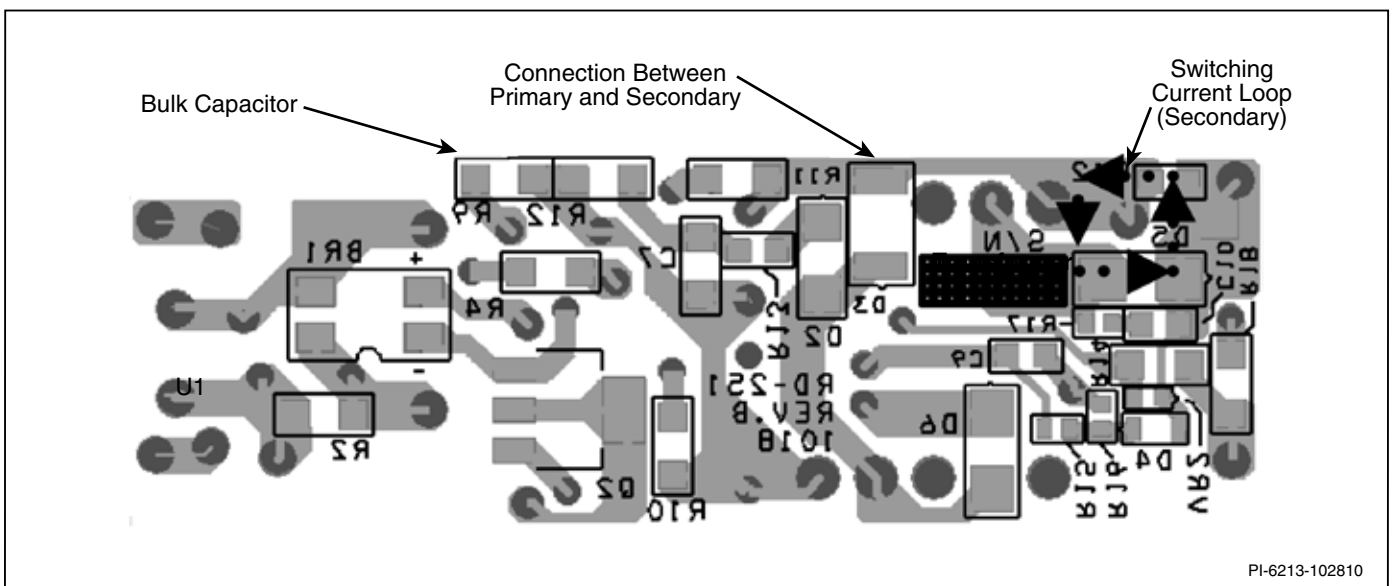 Bulk Capacitor
Connection Between
Primary and Secondary
Switching
Current Loop
(Secondary)
R9
R12
R11
BR1
+
-
R4
C7
R13
D2
D3
S/N
D5
C10
R18
R17
R14
C9
U1
R2
Q2
R10
RD-251
REV.B
1018
D6
R15
R16
D4
VR2
PI-6213-102810